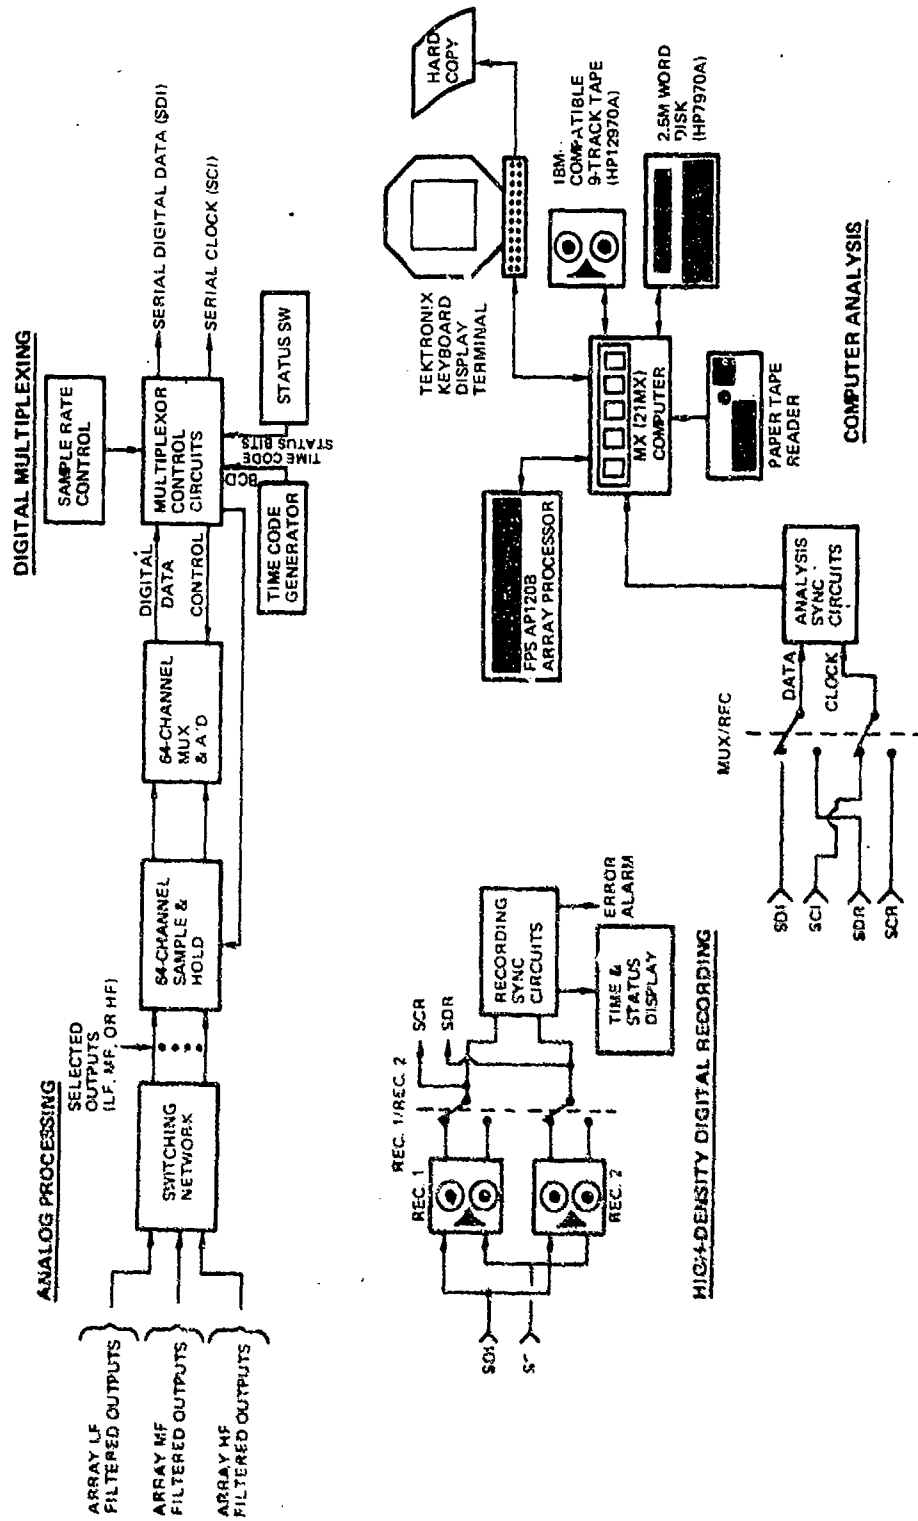 ANALOG PROCESSING
DIGITAL MULTIPLEXING
ARRAY LF
FILTERED OUTPUTS
ARRAY MF
FILTERED OUTPUTS
ARRAY HF
FILTERED OUTPUTS
SWITCHING
NETWORK
SELECTED
OUTPUTS
(LF, MF, OR HF)
64-CHANNEL
SAMPLE &
HOLD
64-CHANNEL
MUX
& A/D
DIGITAL
DATA
CONTROL
SAMPLE RATE
CONTROL
MULTIPLEXOR
CONTROL
CIRCUITS
SERIAL DIGITAL DATA (SDI)
SERIAL CLOCK (SCI)
BCD
TIME CODE
STATUS BITS
TIME CODE
GENERATOR
STATUS SW
SDI
REC. 1/REC. 2
REC. 1
REC. 2
SCR
SDR
RECORDING
SYNC
CIRCUITS
ERROR
ALARM
TIME &
STATUS
DISPLAY
HIGH-DENSITY DIGITAL RECORDING
SDI
SCI
SDR
SCR
MUX/REC
DATA
CLOCK
ANALYSIS
SYNC
CIRCUITS
FPS AP120B
ARRAY PROCESSOR
MX (21MX)
COMPUTER
PAPER TAPE
READER
TEKTRONIX
KEYBOARD
DISPLAY
TERMINAL
HARD
COPY
IBM-
COMPATIBLE
9-TRACK TAPE
(HP12970A)
2.5M WORD
DISK
(HP7970A)
COMPUTER ANALYSIS